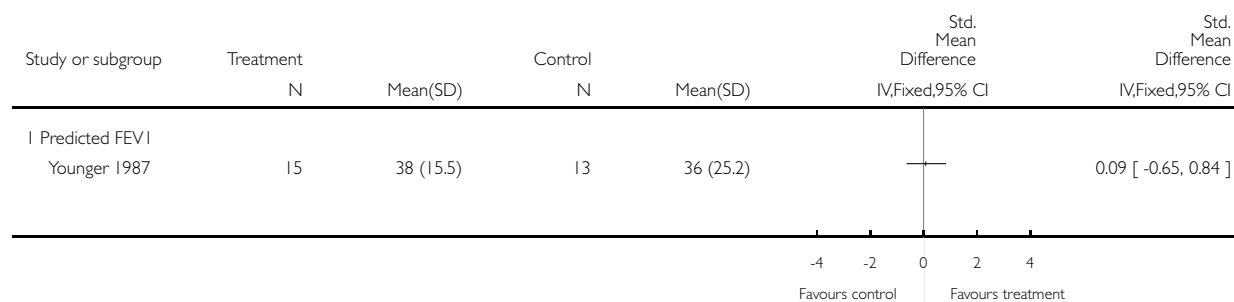 Std. Mean Difference
Std. Mean Difference
Study or subgroup Treatment Control
N Mean(SD) N Mean(SD) IV,Fixed,95% CI IV,Fixed,95% CI
1 Predicted FEV1
Younger 1987 15 38 (15.5) 13 36 (25.2) 0.09 [ -0.65, 0.84 ]
-4 -2 0 2 4
Favours control Favours treatment